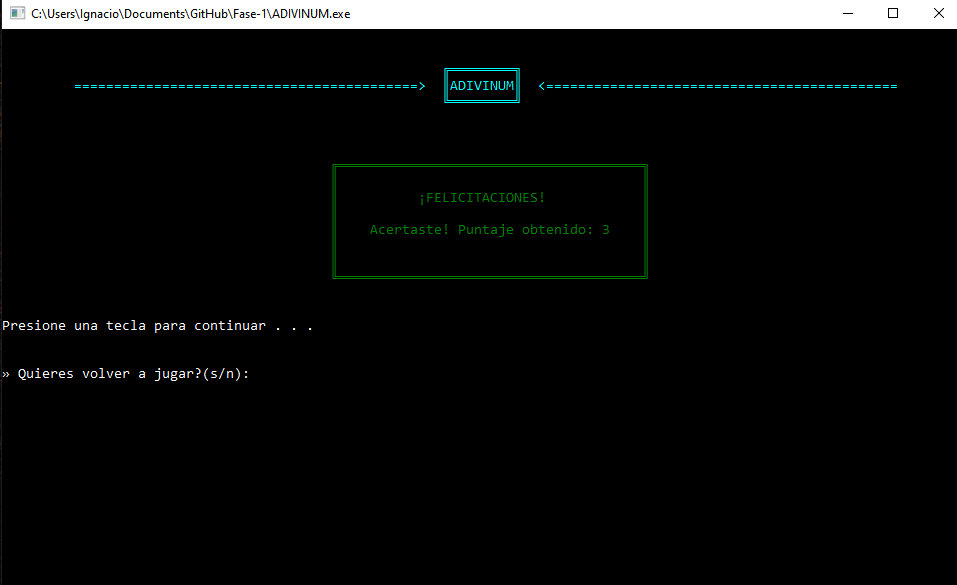 C:\Users\Ignacio\Documents\GitHub\Fase-1\ADIVINUM.exe
===========================================> ADIVINUM <============================================
¡FELICITACIONES!
Acertaste! Puntaje obtenido: 3
Presione una tecla para continuar . . .
» Quieres volver a jugar?(s/n):